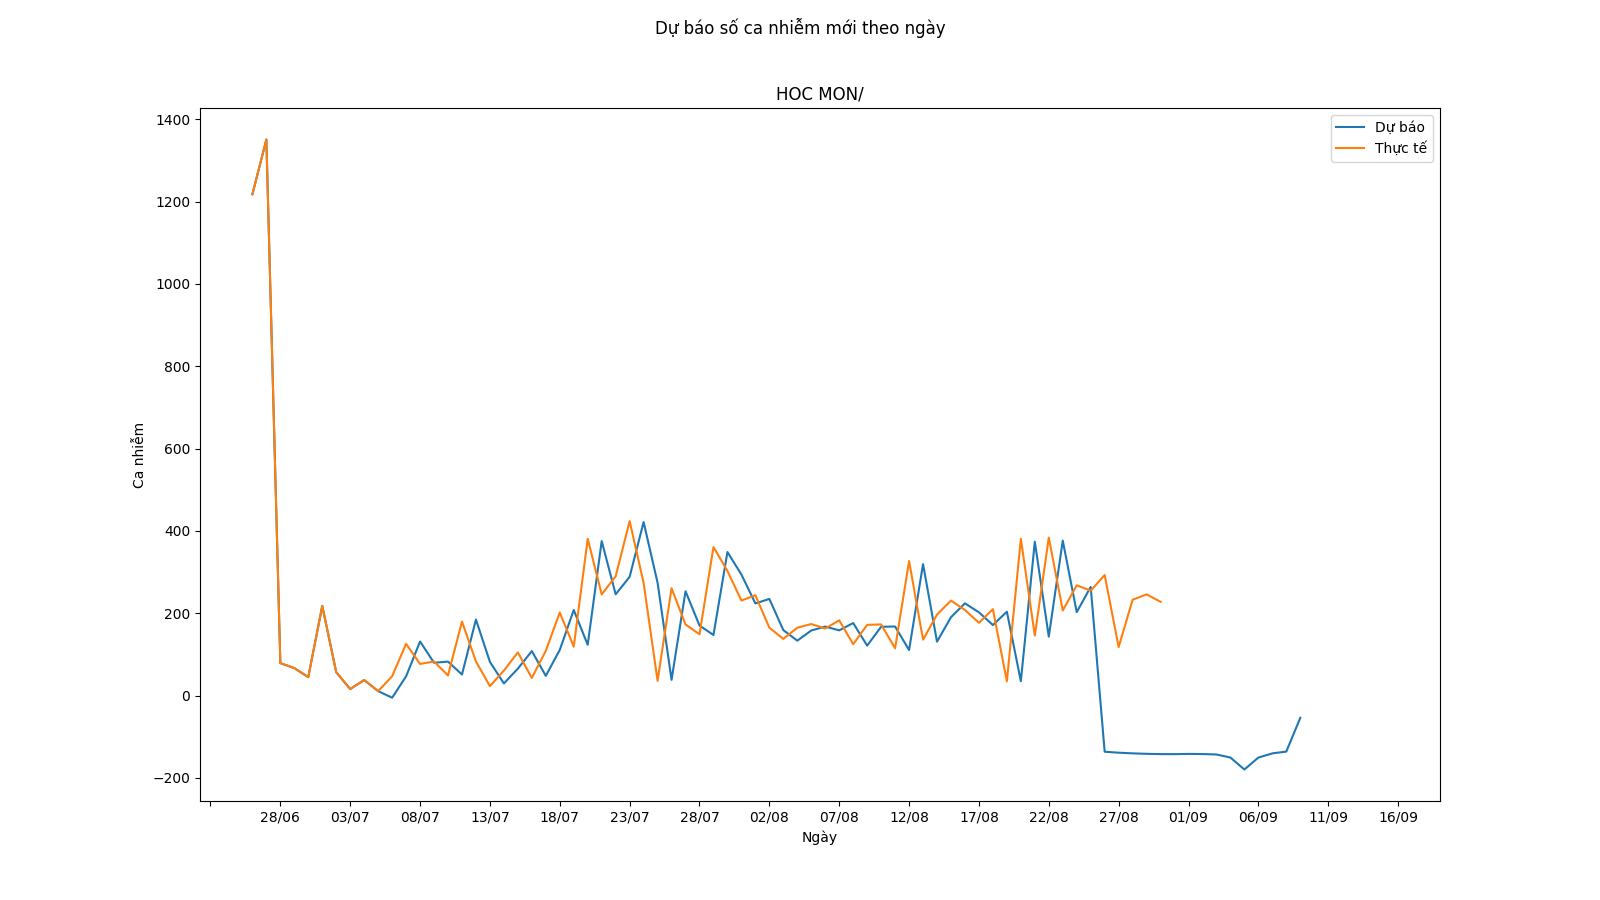 Dự báo số ca nhiễm mới theo ngày
HOC MON/
Dự báo
Thực tế
1400
1200
1000
800
600
400
200
0
−200
Ca nhiễm
28/06 03/07 08/07 13/07 18/07 23/07 28/07 02/08 07/08 12/08 17/08 22/08 27/08 01/09 06/09 11/09 16/09
Ngày